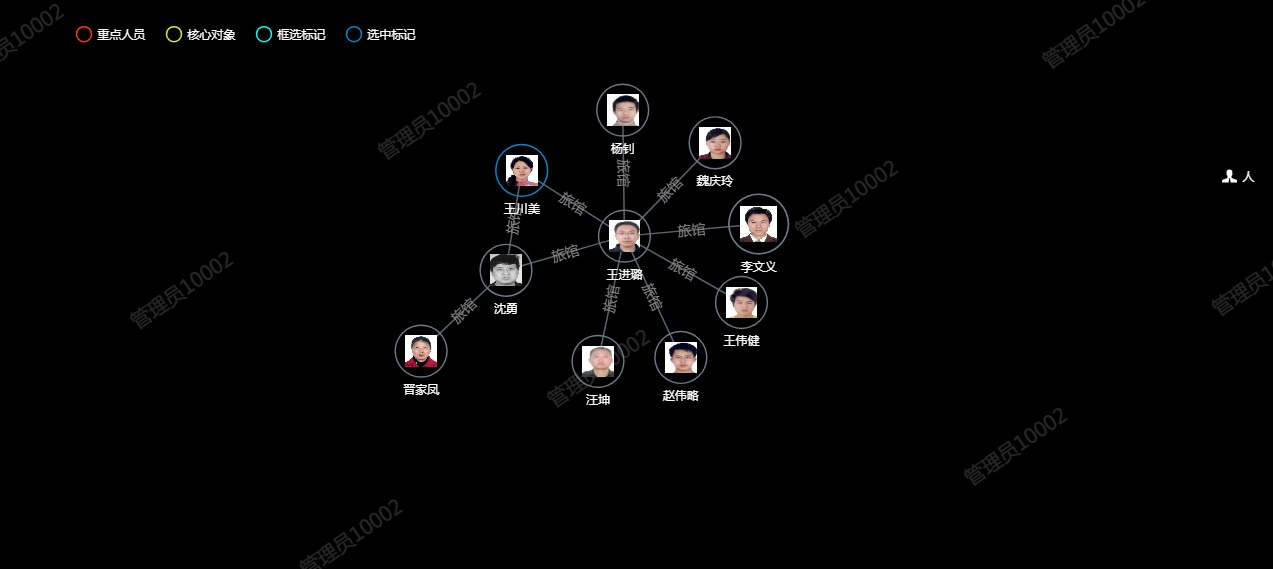 重点人员
核心对象
框选标记
选中标记
管理员10002
管理员10002
管理员10002
杨钊
旅馆
魏庆玲
人
王川美
旅馆
旅馆
旅馆
管理员10002
旅馆
李文义
旅馆
王进璐
旅馆
管理员10002
管理员10002
沈勇
旅馆
旅馆
旅馆
王伟健
晋家凤
汪坤
赵伟略
管理员10002
管理员10002
管理员10002